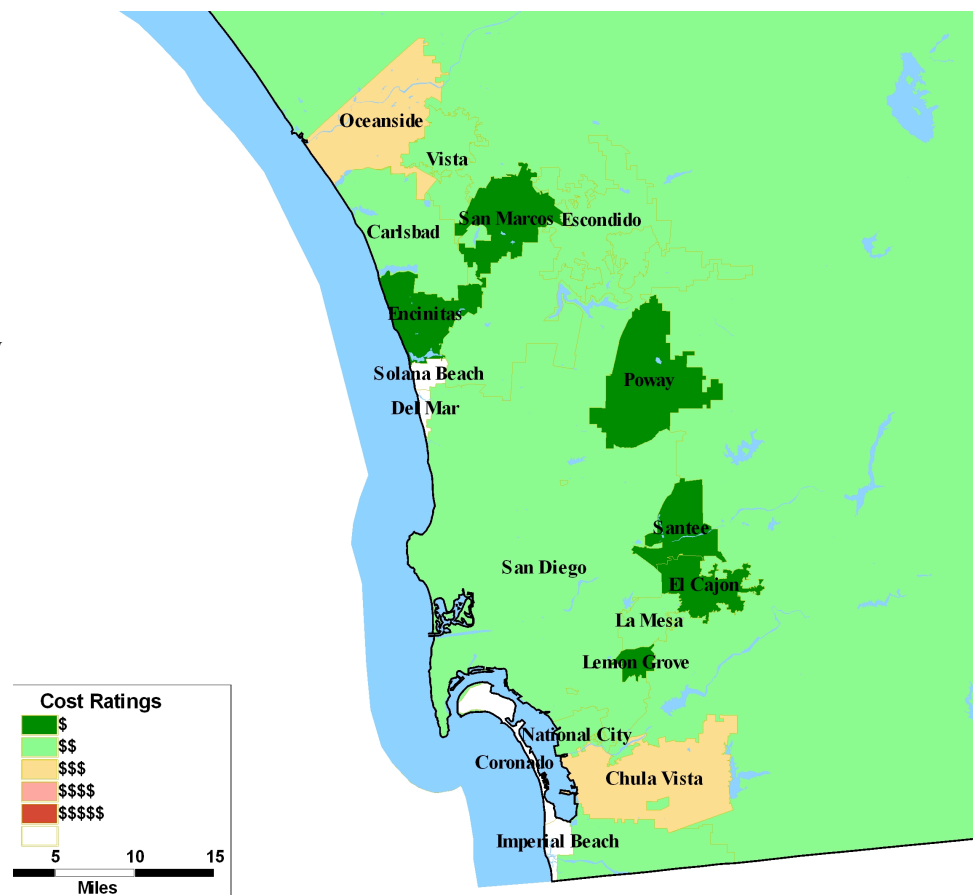 Oceanside
Vista
San Marcos
Escondido
Carlsbad
Encinitas
Solana Beach
Poway
Del Mar
Santee
San Diego
El Cajon
La Mesa
Lemon Grove
National City
Coronado
Chula Vista
Imperial Beach
Cost Ratings
$
$$
$$$
$$$$
$$$$$
5 10 15
Miles